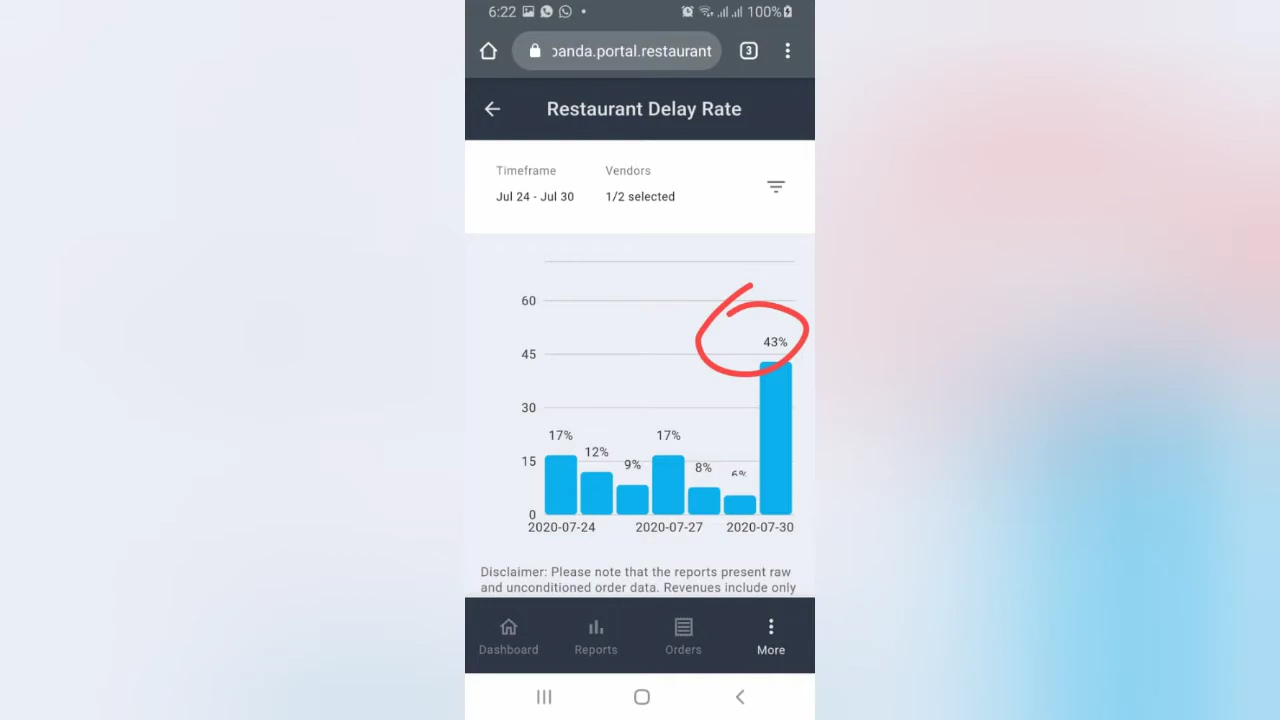 6:22 100%
panda.portal.restaurant 3
Restaurant Delay Rate
Timeframe Vendors
Jul 24 - Jul 30 1/2 selected
60
43%
45
30
17% 17%
12%
9% 8% 6%
15
0
2020-07-24 2020-07-27 2020-07-30
Disclaimer: Please note that the reports present raw
and unconditioned order data. Revenues include only
Dashboard Reports Orders More